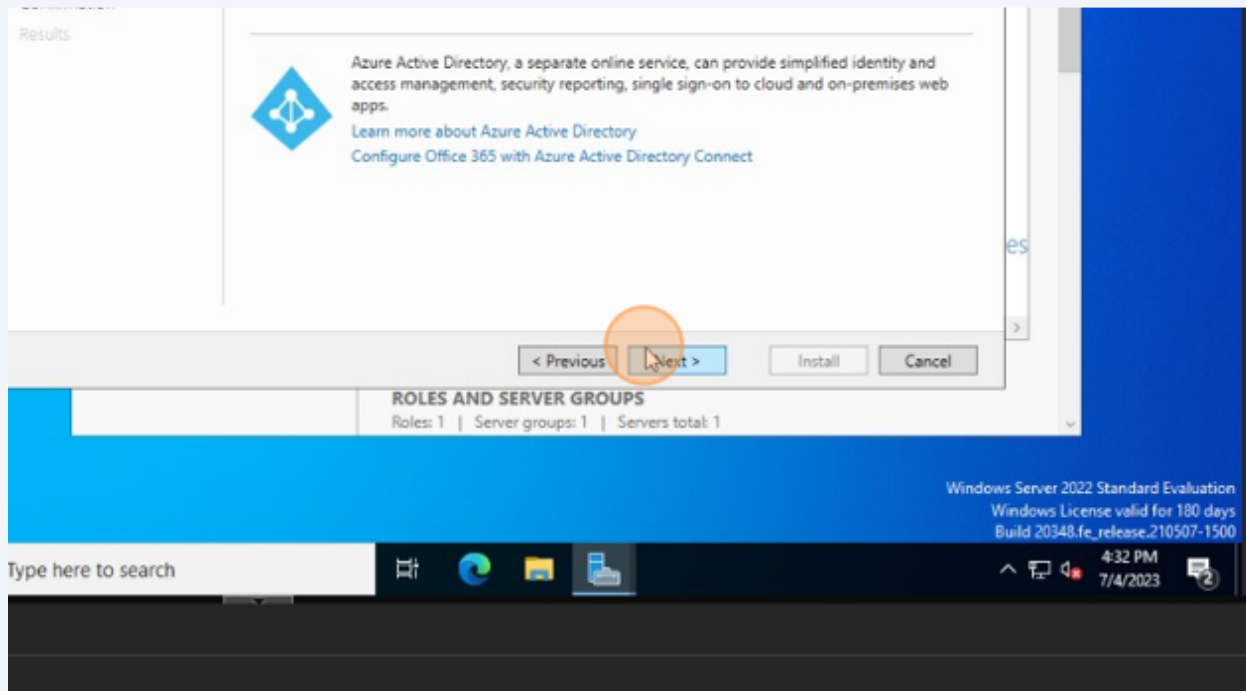 Results
Azure Active Directory, a separate online service, can provide simplified identity and
access management, security reporting, single sign-on to cloud and on-premises web
apps.
Learn more about Azure Active Directory
Configure Office 365 with Azure Active Directory Connect
es
< Previous
Next >
Install
Cancel
ROLES AND SERVER GROUPS
Roles: 1 | Server groups: 1 | Servers total: 1
Windows Server 2022 Standard Evaluation
Windows License valid for 180 days
Build 20348.fe_release.210507-1500
Type here to search
4:32 PM
7/4/2023
2